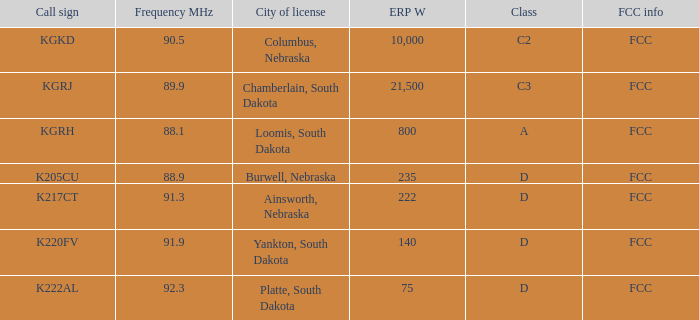 Call sign Frequency MHz City of license ERP W Class FCC info
KGKD 90.5 Columbus, Nebraska 10,000 C2 FCC
KGRJ 89.9 Chamberlain, South Dakota 21,500 C3 FCC
KGRH 88.1 Loomis, South Dakota 800 A FCC
K205CU 88.9 Burwell, Nebraska 235 D FCC
K217CT 91.3 Ainsworth, Nebraska 222 D FCC
K220FV 91.9 Yankton, South Dakota 140 D FCC
K222AL 92.3 Platte, South Dakota 75 D FCC